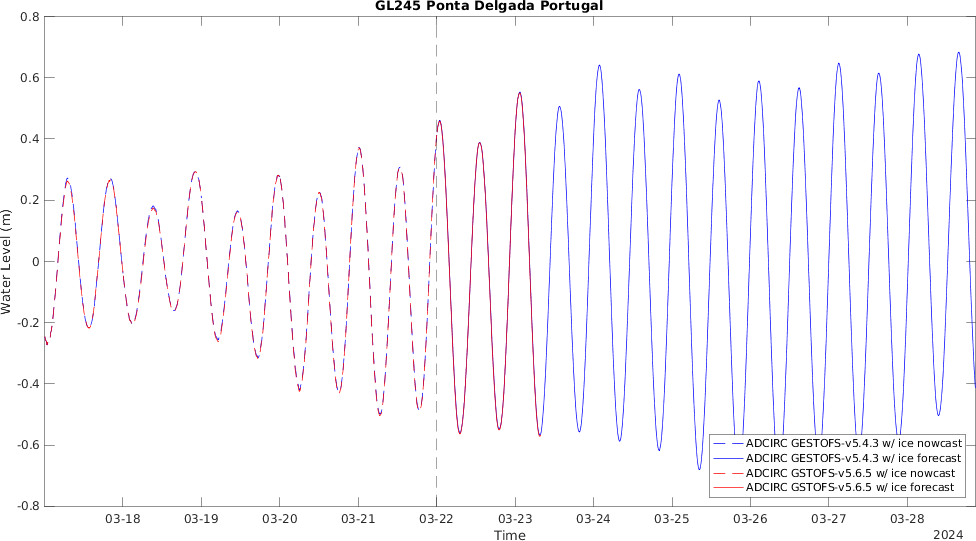 GL245 Ponta Delgada Portugal
0.8
0.6
0.4
0.2
0
-0.2
-0.4
-0.6
-0.8
Water Level (m)
ADCIRC GESTOFS-v5.4.3 w/ ice nowcast
ADCIRC GESTOFS-v5.4.3 w/ ice forecast
ADCIRC GSTOFS-v5.6.5 w/ ice nowcast
ADCIRC GSTOFS-v5.6.5 w/ ice forecast
03-18 03-19 03-20 03-21 03-22 03-23 03-24 03-25 03-26 03-27 03-28
Time
2024